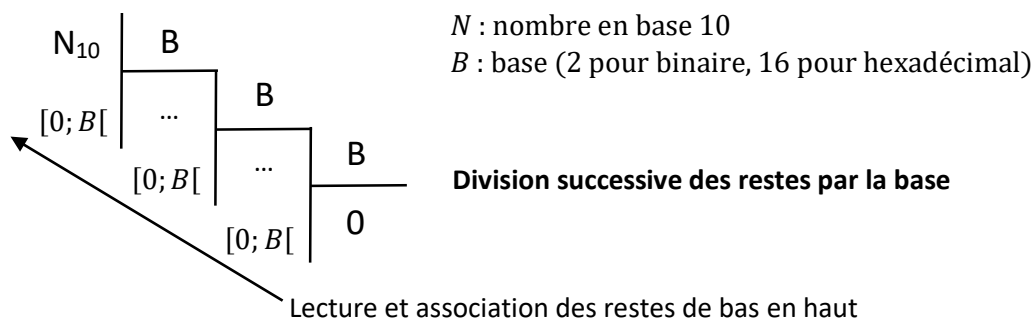 N : nombre en base 10
B : base (2 pour binaire, 16 pour hexadécimal)
N₁₀ B
[0; B[ ... B
[0; B[ ... B
[0; B[ 0
Division successive des restes par la base
Lecture et association des restes de bas en haut